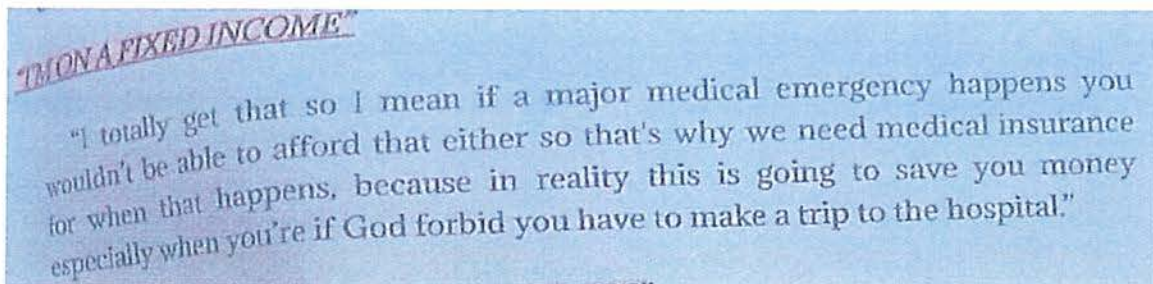 "I'M ON A FIXED INCOME"
"I totally get that so I mean if a major medical emergency happens you
wouldn't be able to afford that either so that's why we need medical insurance
for when that happens, because in reality this is going to save you money
especially when you're if God forbid you have to make a trip to the hospital."